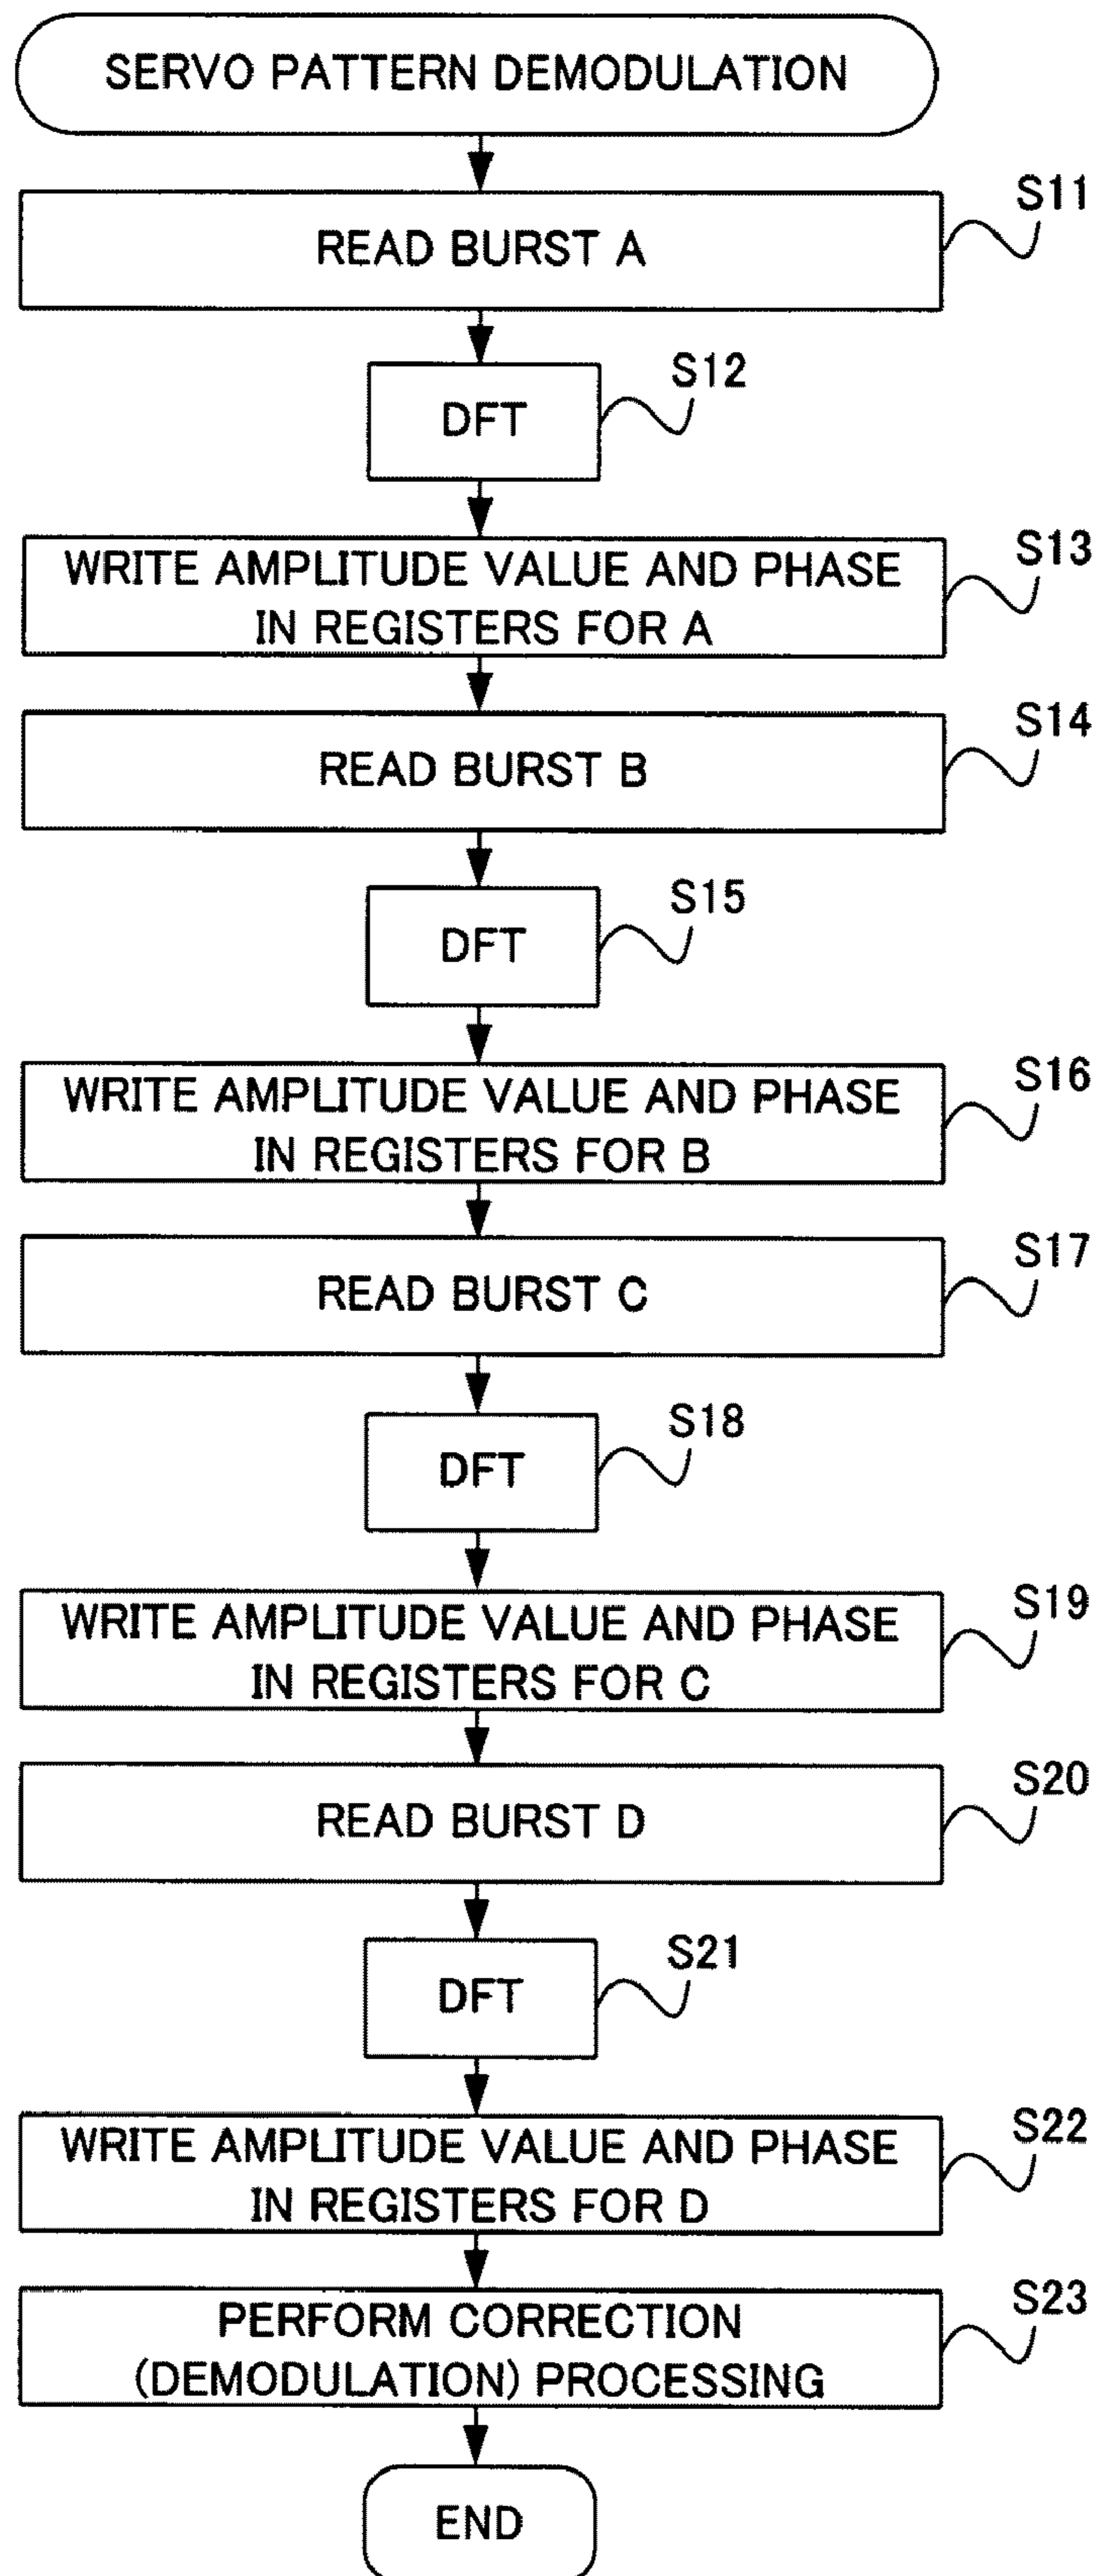 SERVO PATTERN DEMODULATION
S11
READ BURST A
S12
DFT
S13
WRITE AMPLITUDE VALUE AND PHASE
IN REGISTERS FOR A
S14
READ BURST B
S15
DFT
S16
WRITE AMPLITUDE VALUE AND PHASE
IN REGISTERS FOR B
S17
READ BURST C
S18
DFT
S19
WRITE AMPLITUDE VALUE AND PHASE
IN REGISTERS FOR C
S20
READ BURST D
S21
DFT
S22
WRITE AMPLITUDE VALUE AND PHASE
IN REGISTERS FOR D
S23
PERFORM CORRECTION
(DEMODULATION) PROCESSING
END